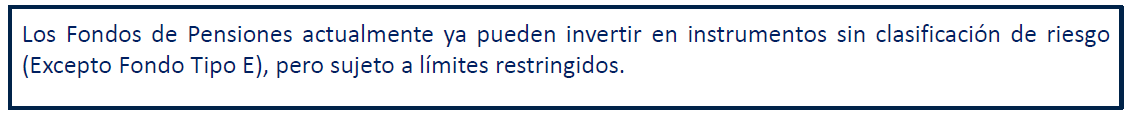 Los Fondos de Pensiones actualmente ya pueden invertir en instrumentos sin clasificación de riesgo
(Excepto Fondo Tipo E), pero sujeto a límites restringidos.